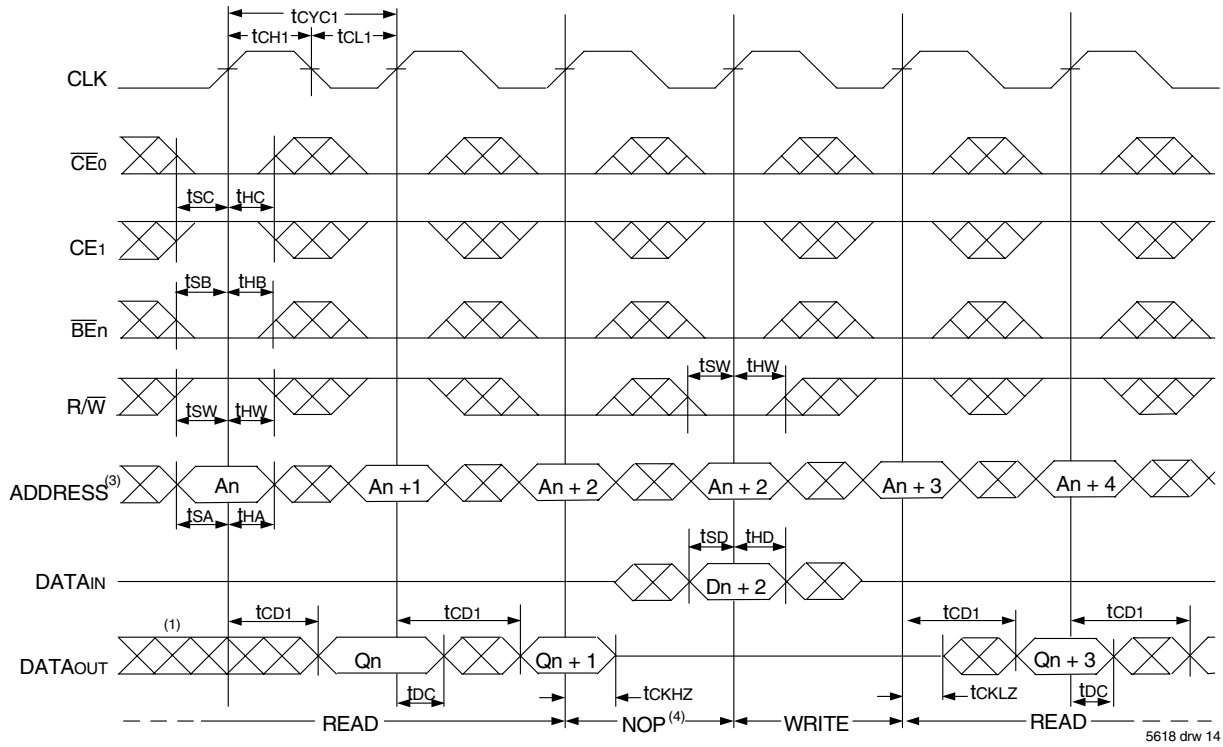 tCYC1
tCH1 tCL1
CLK
CE0
tSC tHC
CE1
tSB tHB
BEn
tSW tHW
R/W
tSW tHW
ADDRESS(3) An An +1 An + 2 An + 2 An + 3 An + 4
tSA tHA
tSD tHD
DATAIN Dn + 2
(1) tCD1 tCD1 tCD1 tCD1
DATAOUT Qn Qn + 1 Qn + 3
tDC tCKHZ tCKLZ tDC
READ NOP(4) WRITE READ
5618 drw 14